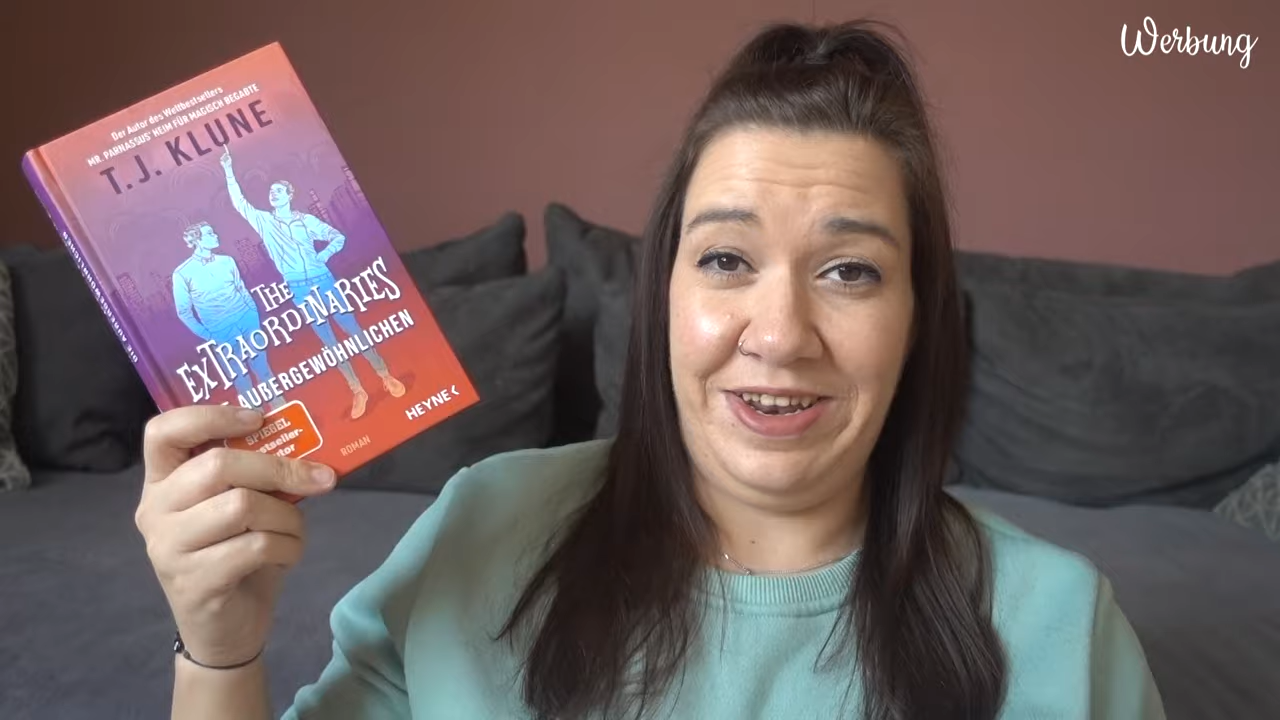 Werbung
Der Autor des Weltbestsellers
MR. PARNASSUS' HEIM FÜR MAGISCH BEGABTE
T. J. KLUNE
THE
EXTRAORDINARIES
AUẞERGEWÖHNLICHEN
HEYNE
SPIEGEL
ROMAN